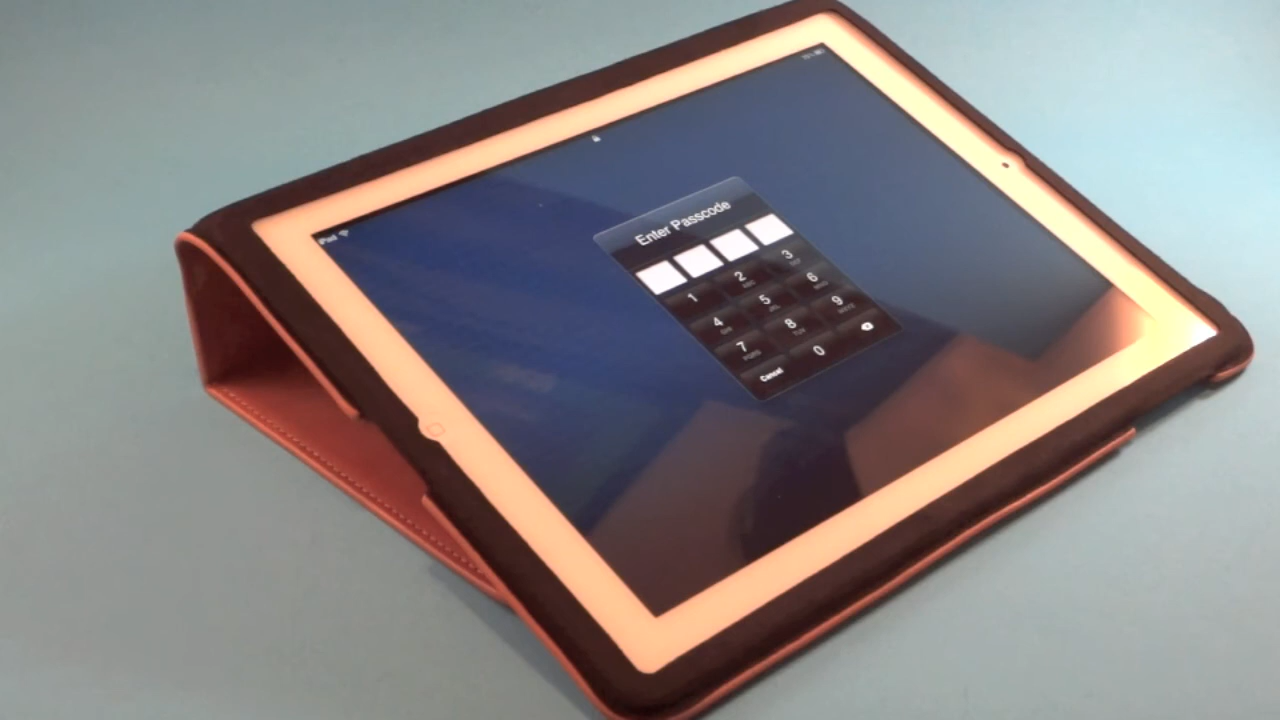 iPad
Enter Passcode
1
2
ABC
3
DEF
4
GHI
5
JKL
6
MNO
7
PQRS
8
TUV
9
WXYZ
Cancel
0